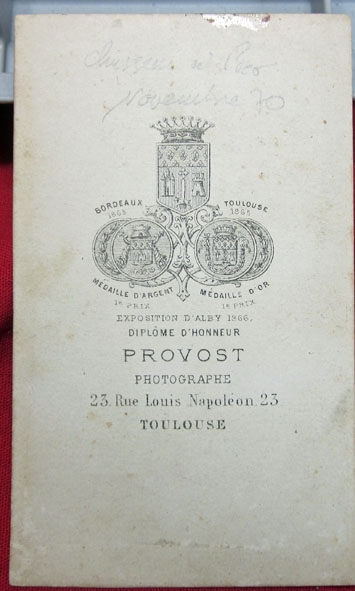 Novembre 70
BORDEAUX
1865
TOULOUSE
1865
MÉDAILLE D'ARGENT
1er PRIX
MÉDAILLE D'OR
1er PRIX
EXPOSITION D'ALBY 1866.
DIPLÔME D'HONNEUR
PROVOST
PHOTOGRAPHE
23. Rue Louis Napoléon. 23
TOULOUSE